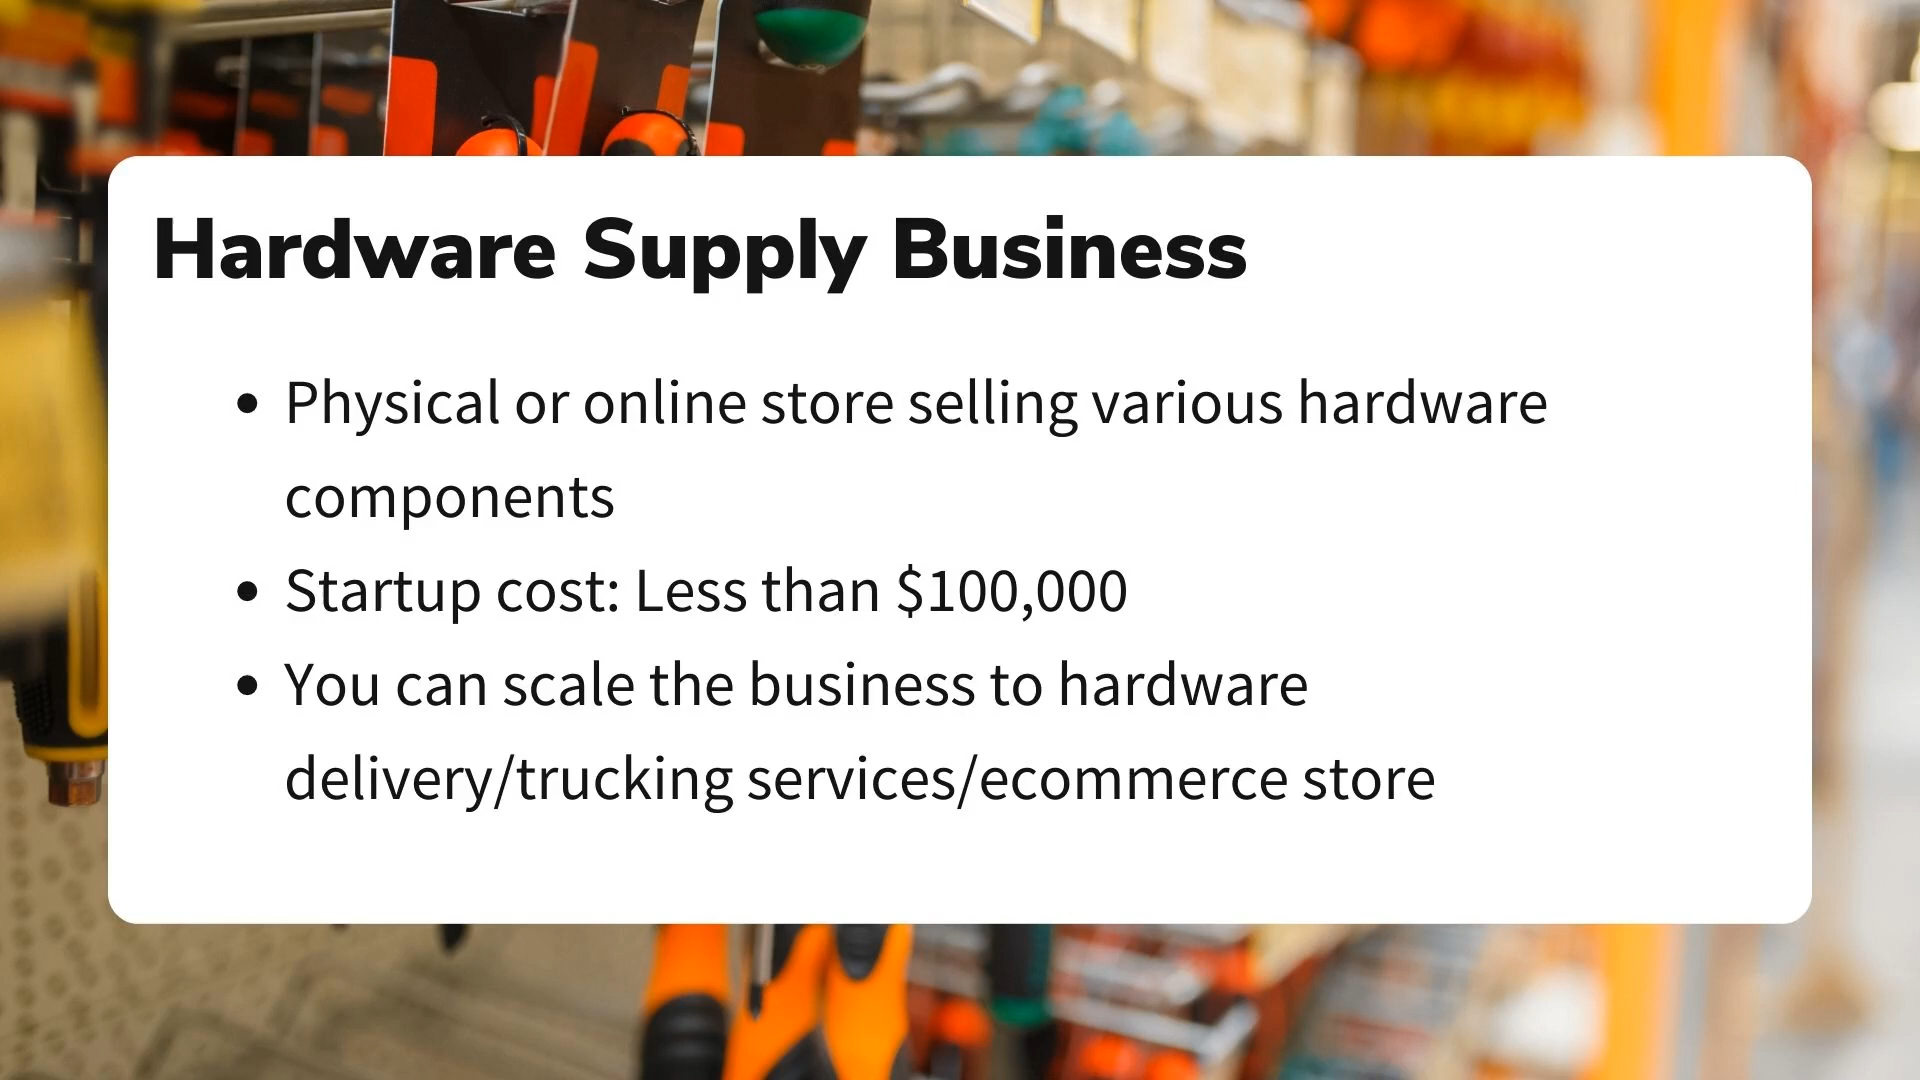 Hardware Supply Business
• Physical or online store selling various hardware
components
• Startup cost: Less than $100,000
• You can scale the business to hardware
delivery/trucking services/ecommerce store